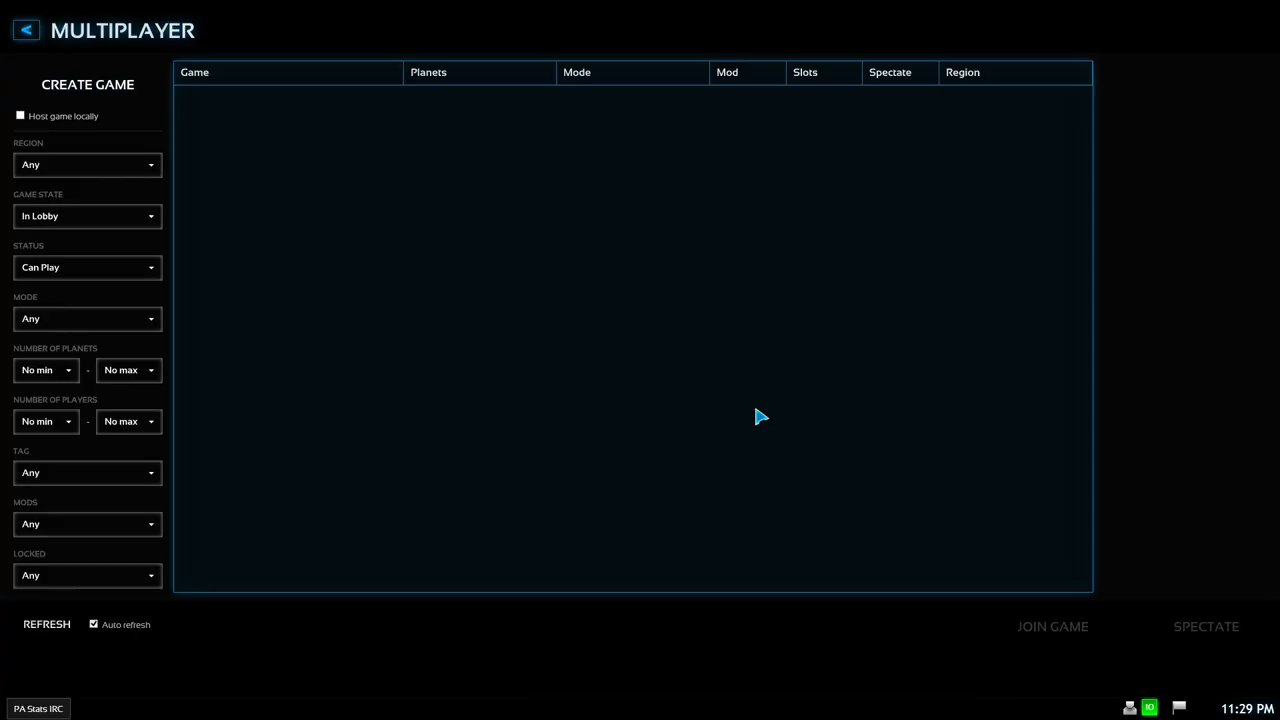 < MULTIPLAYER
CREATE GAME
Host game locally
REGION
Any
GAME STATE
In Lobby
STATUS
Can Play
MODE
Any
NUMBER OF PLANETS
No min - No max
NUMBER OF PLAYERS
No min - No max
TAG
Any
MODS
Any
LOCKED
Any
Game Planets Mode Mod Slots Spectate Region
REFRESH Auto refresh
JOIN GAME SPECTATE
PA Stats IRC
10 11:29 PM